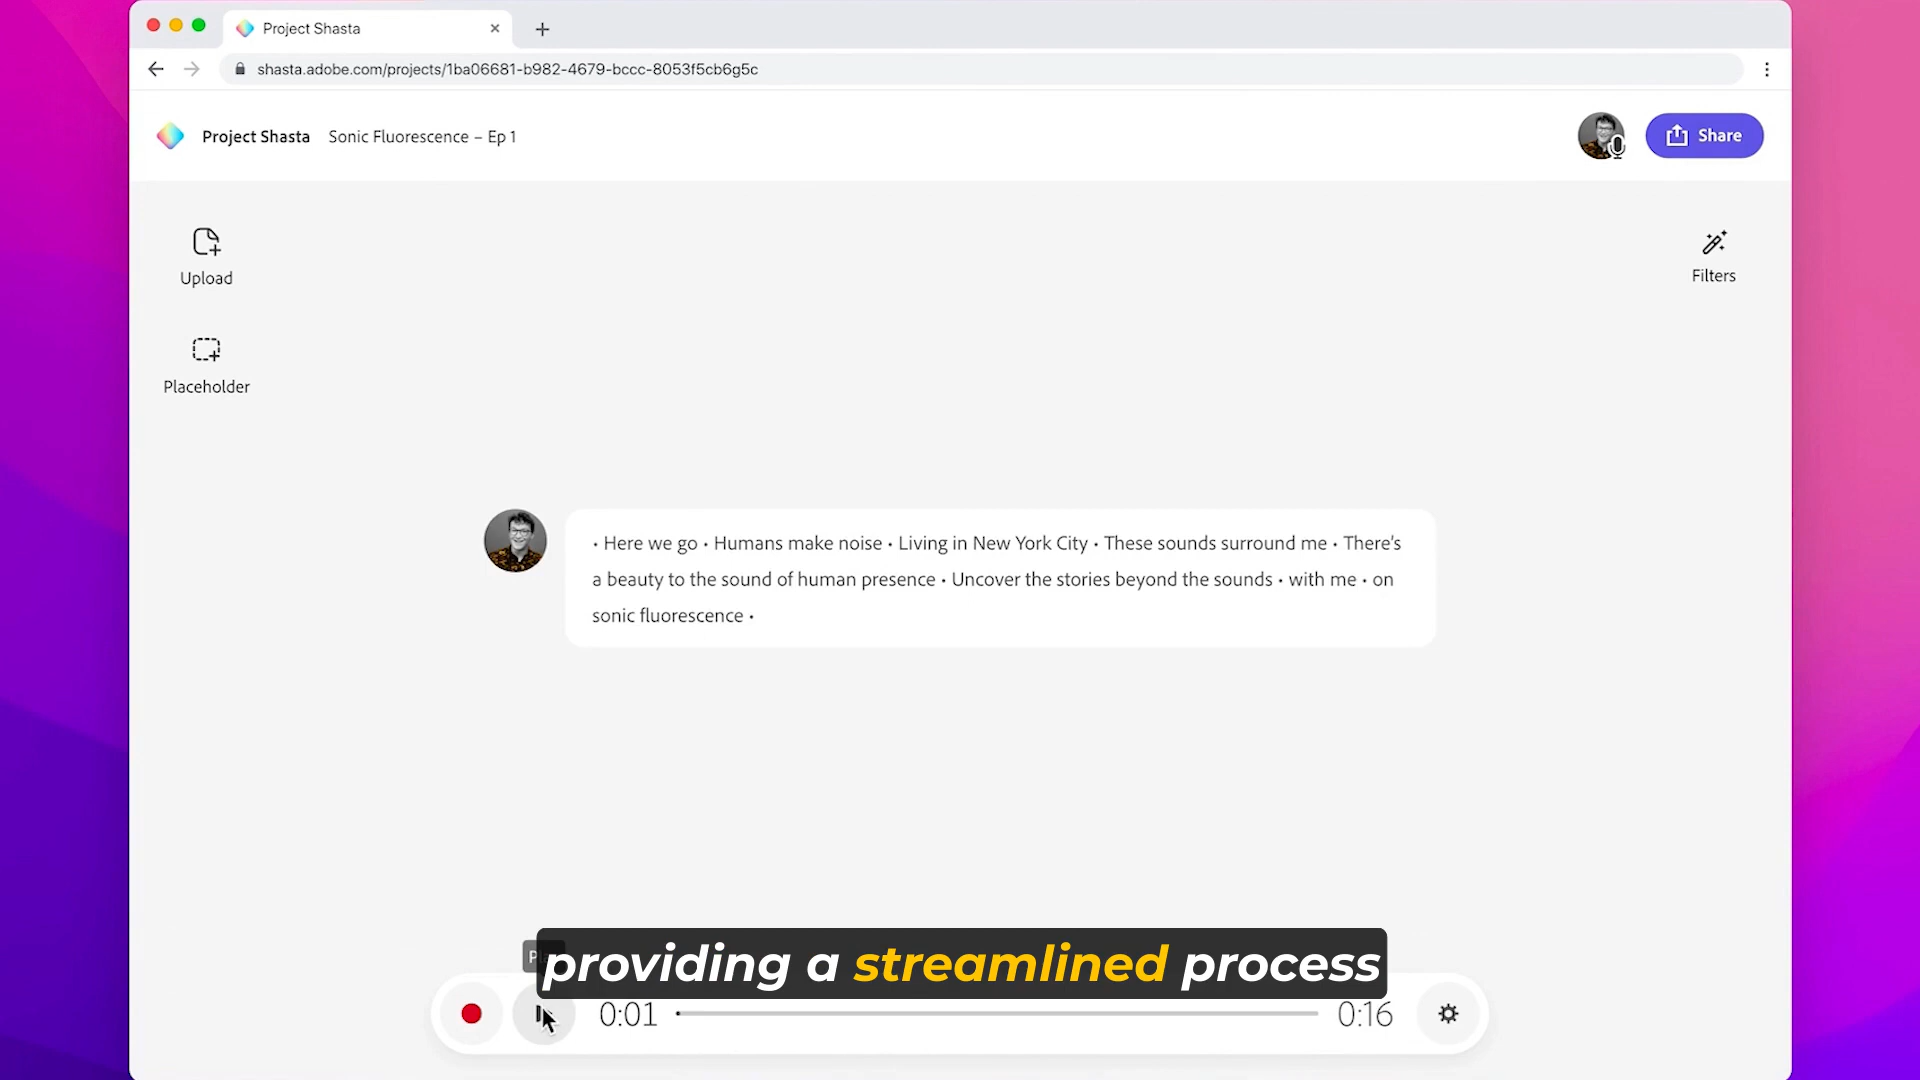 Project Shasta
shasta.adobe.com/projects/1ba06681-b982-4679-bccc-8053f5cb6g5c
Project Shasta Sonic Fluorescence – Ep 1
Share
Upload
Filters
Placeholder
• Here we go • Humans make noise • Living in New York City • These sounds surround me • There's
a beauty to the sound of human presence • Uncover the stories beyond the sounds • with me • on
sonic fluorescence •
providing a streamlined process
0:01
0:16